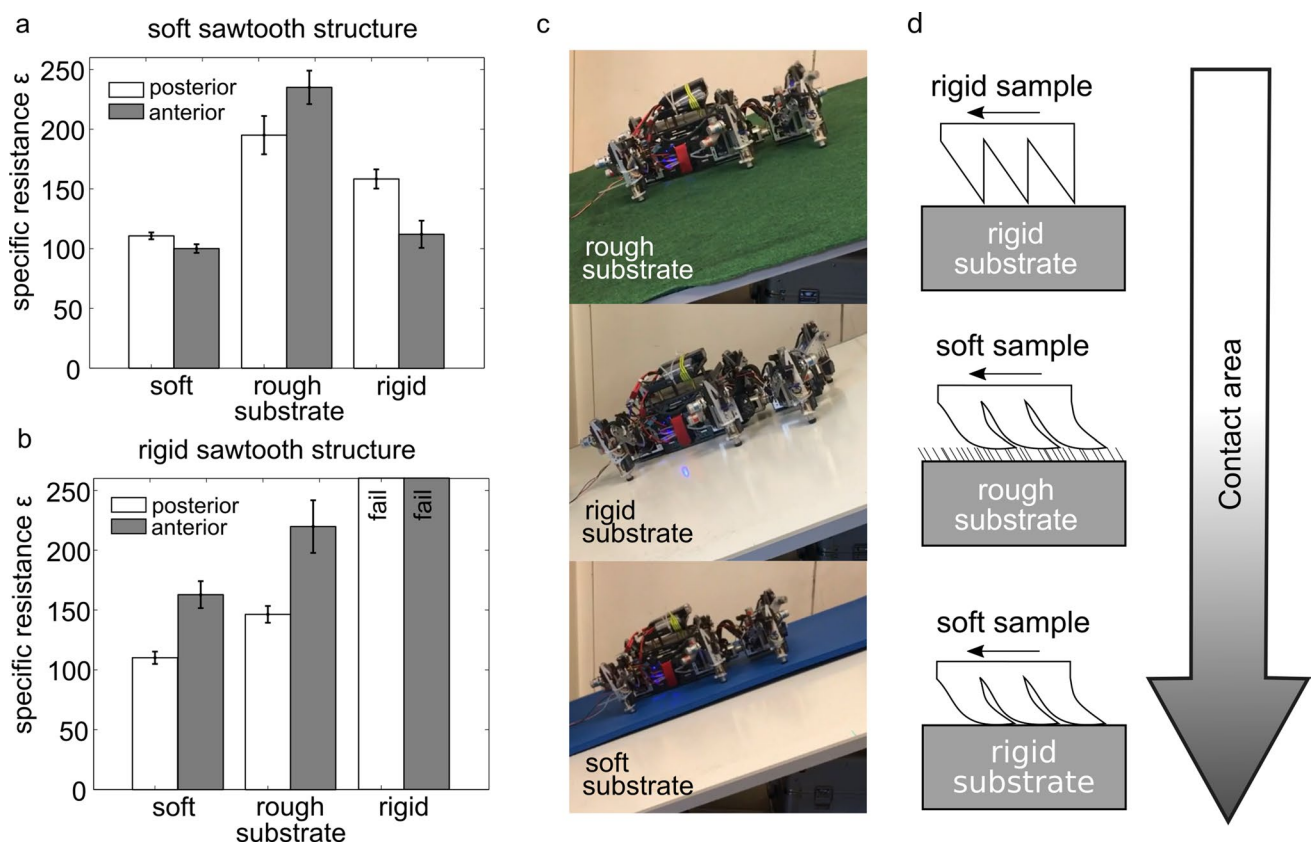 a
soft sawtooth structure
specific resistance ε
250
200
150
100
50
0
posterior
anterior
soft
rough
substrate
rigid
b
rigid sawtooth structure
specific resistance ε
250
200
150
100
50
0
posterior
anterior
fail
fail
soft
rough
substrate
rigid
c
rough
substrate
rigid
substrate
soft
substrate
d
rigid sample
rigid
substrate
soft sample
rough
substrate
soft sample
rigid
substrate
Contact area